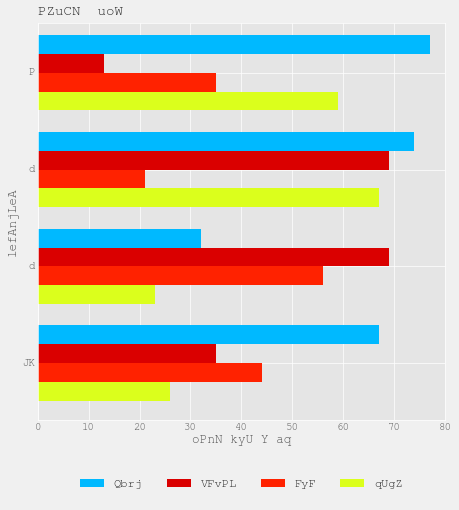 PZuCN uoW
P
d
d
JK
lefAnjLeA
0 10 20 30 40 50 60 70 80
oPnN kyU Y aq
Qbrj VFvPL FyF qUgZ